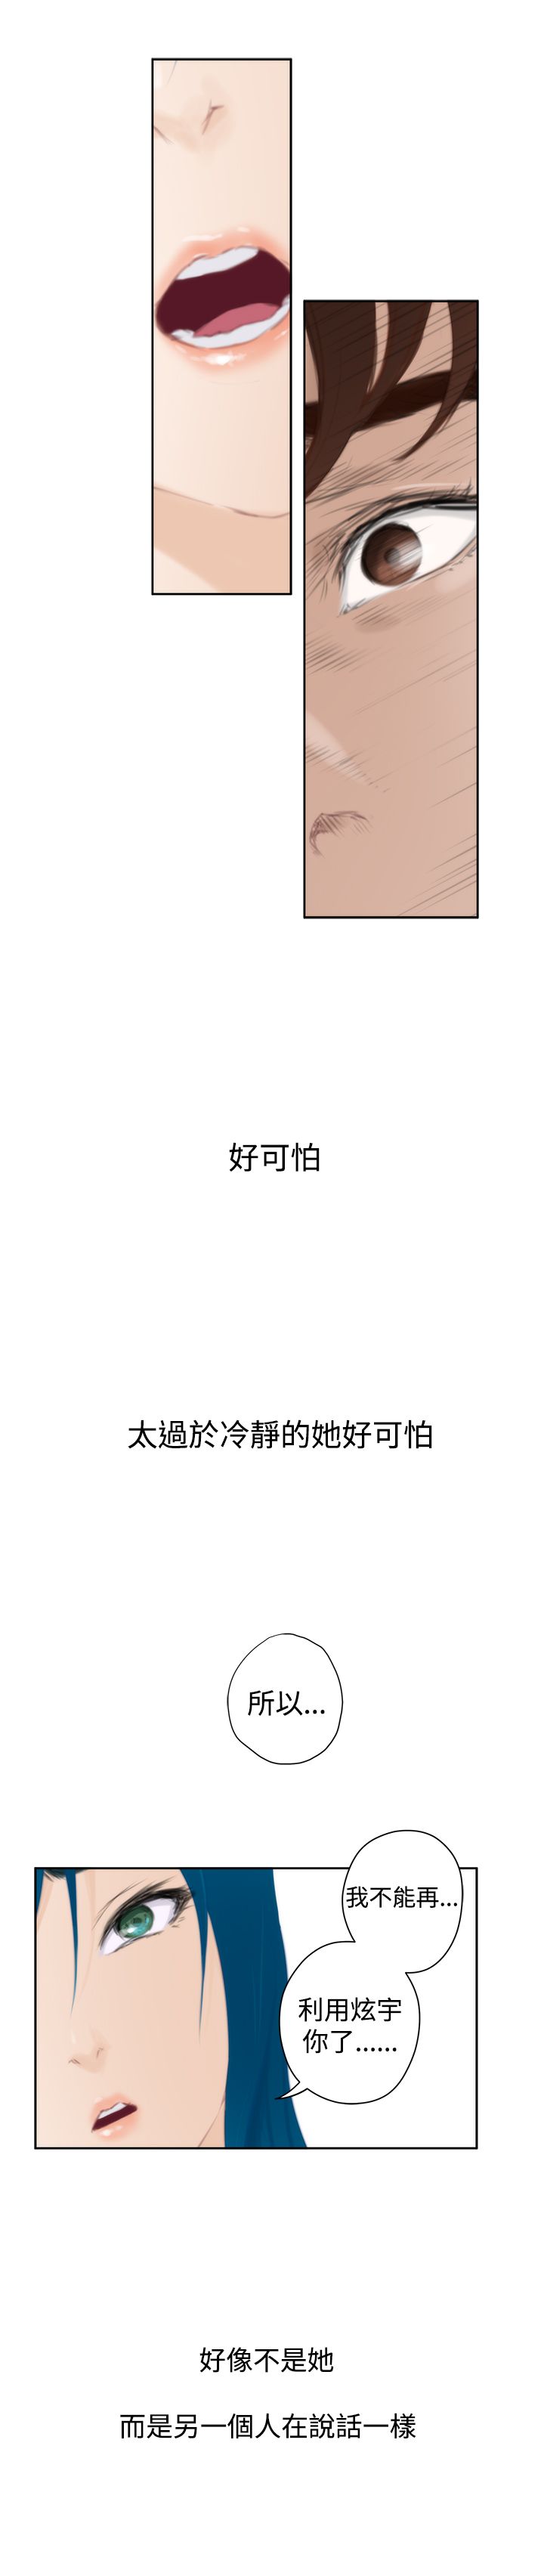 好可怕
太過於冷靜的她好可怕
所以...
我不能再...
利用炫宇
你了......
好像不是她
而是另一個人在說話一樣